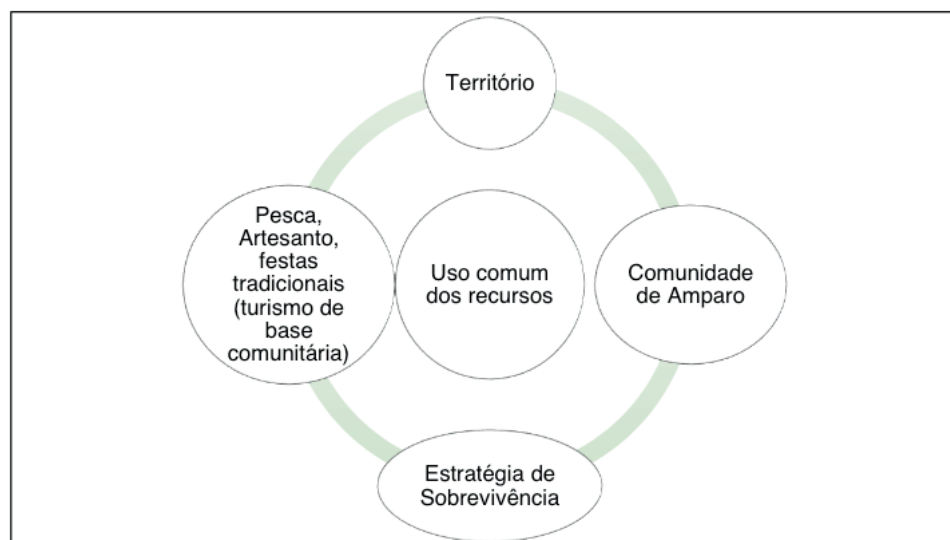 Território
Pesca,
Artesanto,
festas
tradicionais
(turismo de
base
comunitária)
Uso comum
dos recursos
Comunidade
de Amparo
Estratégia de
Sobrevivência